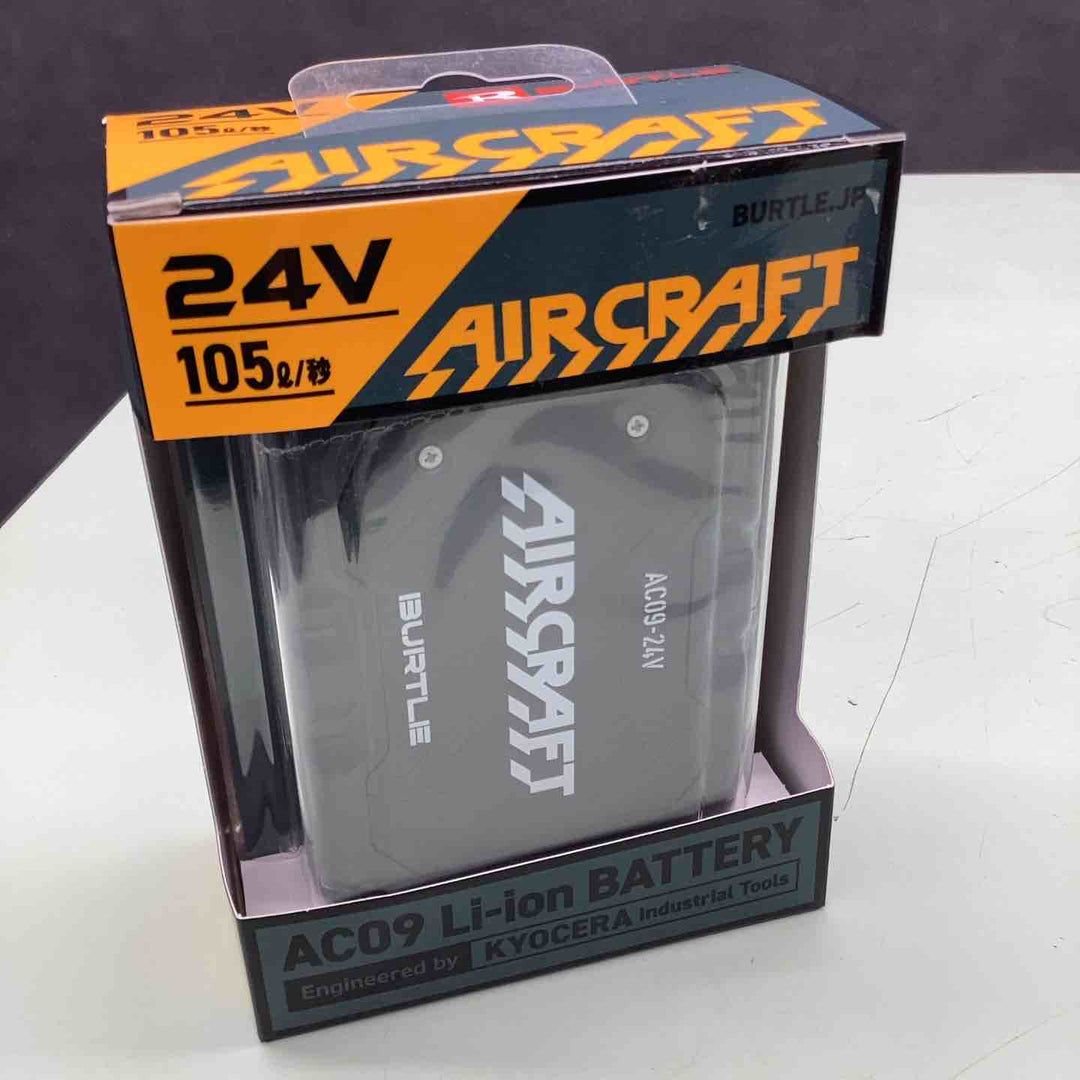 24V
105ℓ/秒
BURTLE
AIRCRAFT
BURTLE.JP
24V
105ℓ/秒
AIRCRAFT
AIRCRAFT
AC09-24V
BURTLE
AC09 Li-ion BATTERY
Engineered by KYOCERA Industrial Tools